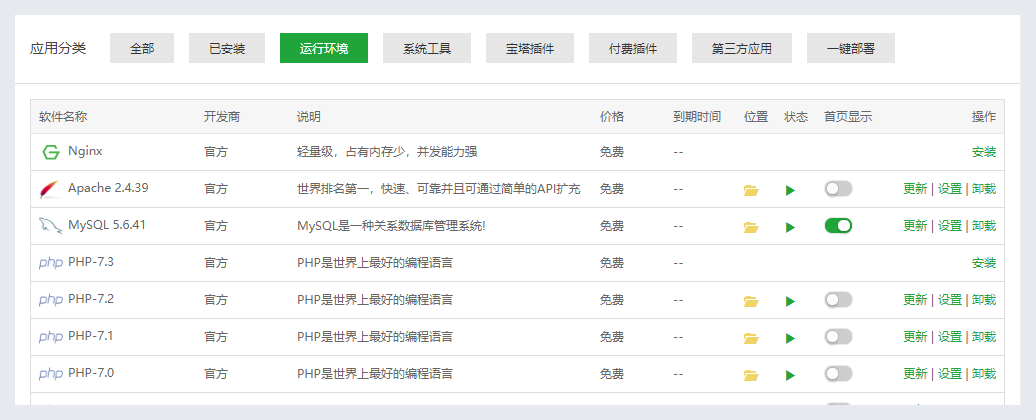 应用分类 全部 已安装 运行环境 系统工具 宝塔插件 付费插件 第三方应用 一键部署
软件名称 开发商 说明 价格 到期时间 位置 状态 首页显示 操作
Nginx 官方 轻量级，占有内存少，并发能力强 免费 -- 安装
Apache 2.4.39 官方 世界排名第一，快速、可靠并且可通过简单的API扩充 免费 -- 更新 | 设置 | 卸载
MySQL 5.6.41 官方 MySQL是一种关系数据库管理系统! 免费 -- 更新 | 设置 | 卸载
php PHP-7.3 官方 PHP是世界上最好的编程语言 免费 -- 安装
php PHP-7.2 官方 PHP是世界上最好的编程语言 免费 -- 更新 | 设置 | 卸载
php PHP-7.1 官方 PHP是世界上最好的编程语言 免费 -- 更新 | 设置 | 卸载
php PHP-7.0 官方 PHP是世界上最好的编程语言 免费 -- 更新 | 设置 | 卸载